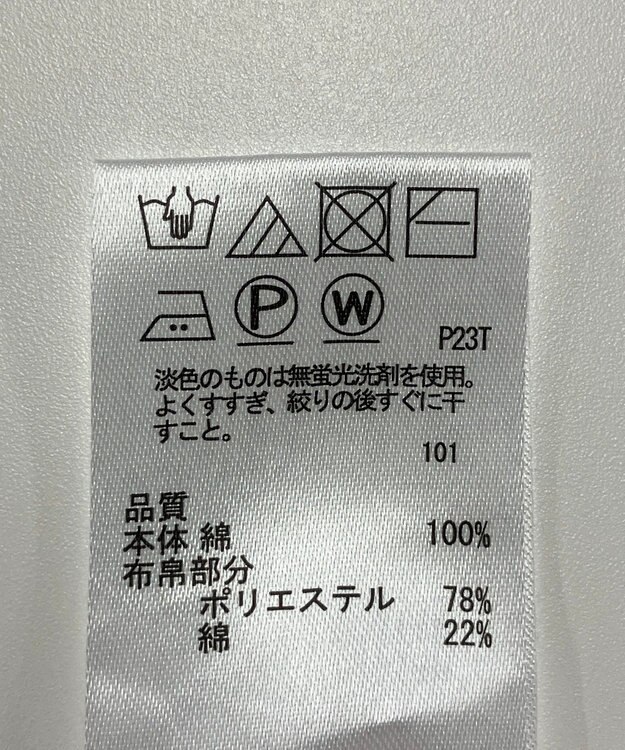 P W
P23T
淡色のものは無蛍光洗剤を使用。
よくすすぎ、絞りの後すぐに干
すこと。
101
品質
本体 綿 100%
布帛部分
ポリエステル 78%
綿 22%